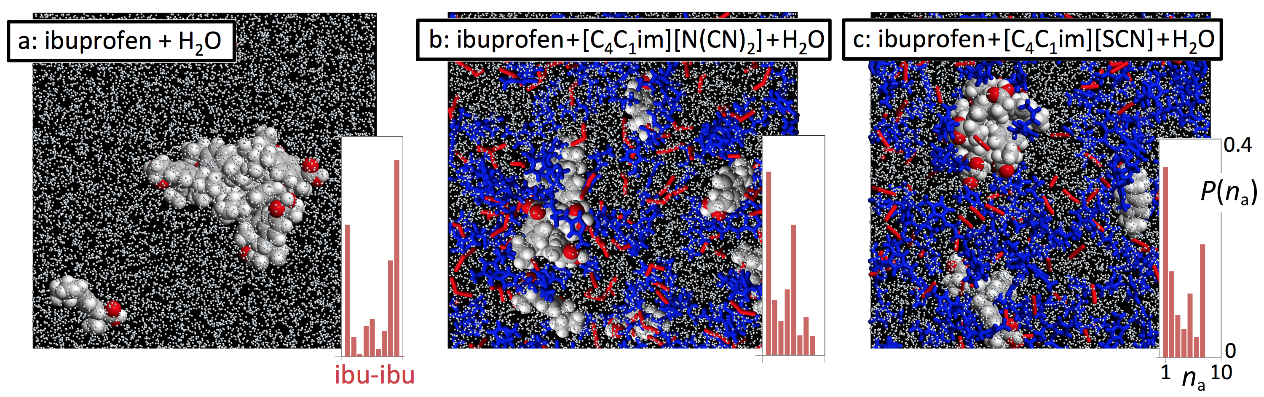 a: ibuprofen + H₂O
b: ibuprofen+[C₄C₁im][N(CN)₂]+H₂O
c: ibuprofen+[C₄C₁im][SCN]+H₂O
0.4
P(nₐ)
0
ibu-ibu
1 nₐ 10